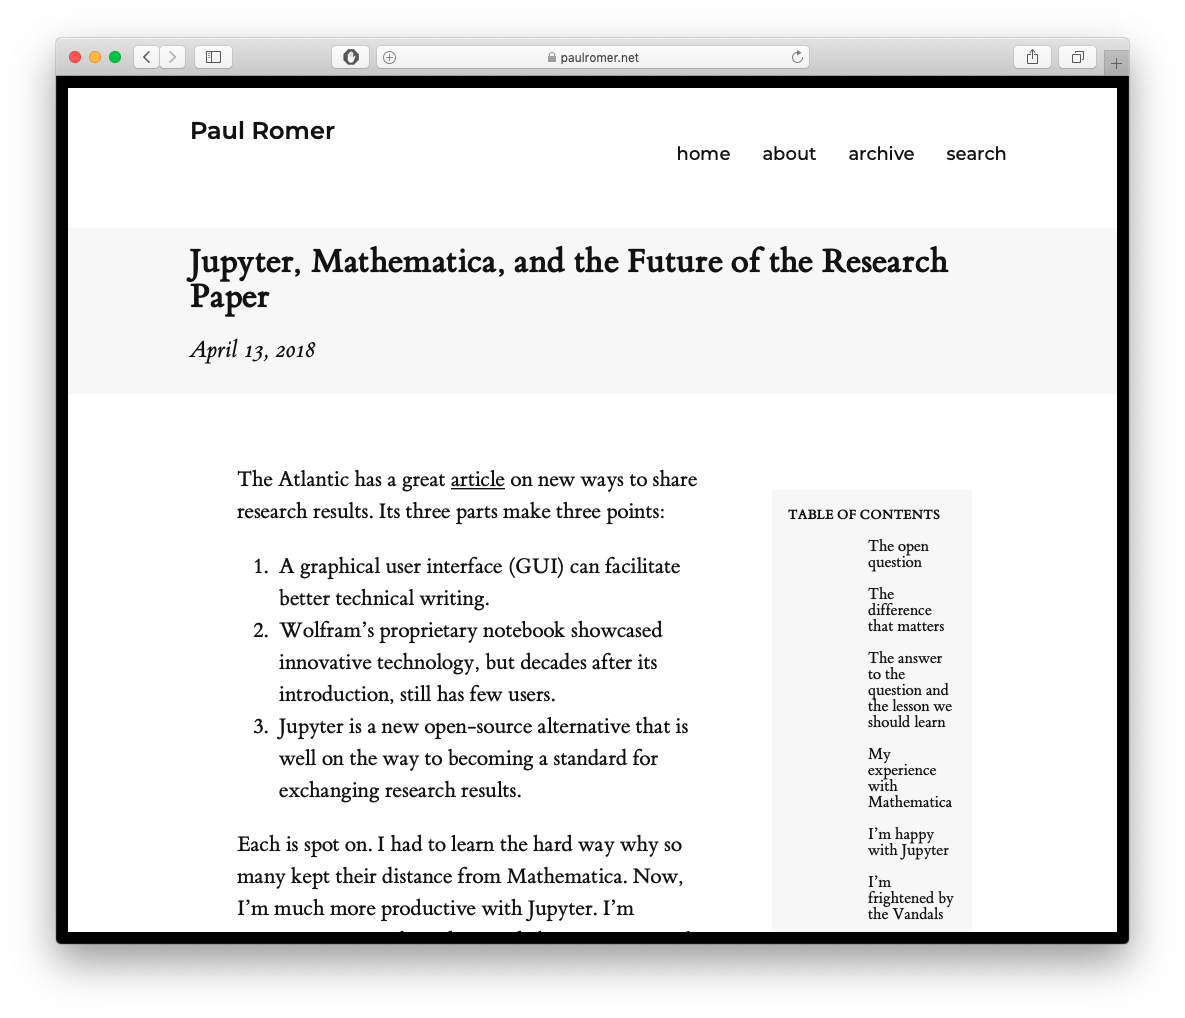 paulromer.net
Paul Romer
home about archive search
Jupyter, Mathematica, and the Future of the Research
Paper
April 13, 2018
The Atlantic has a great article on new ways to share
research results. Its three parts make three points:
1. A graphical user interface (GUI) can facilitate
better technical writing.
2. Wolfram’s proprietary notebook showcased
innovative technology, but decades after its
introduction, still has few users.
3. Jupyter is a new open-source alternative that is
well on the way to becoming a standard for
exchanging research results.
Each is spot on. I had to learn the hard way why so
many kept their distance from Mathematica. Now,
I’m much more productive with Jupyter. I’m
TABLE OF CONTENTS
The open
question
The
difference
that matters
The answer
to the
question and
the lesson we
should learn
My
experience
with
Mathematica
I’m happy
with Jupyter
I’m
frightened by
the Vandals